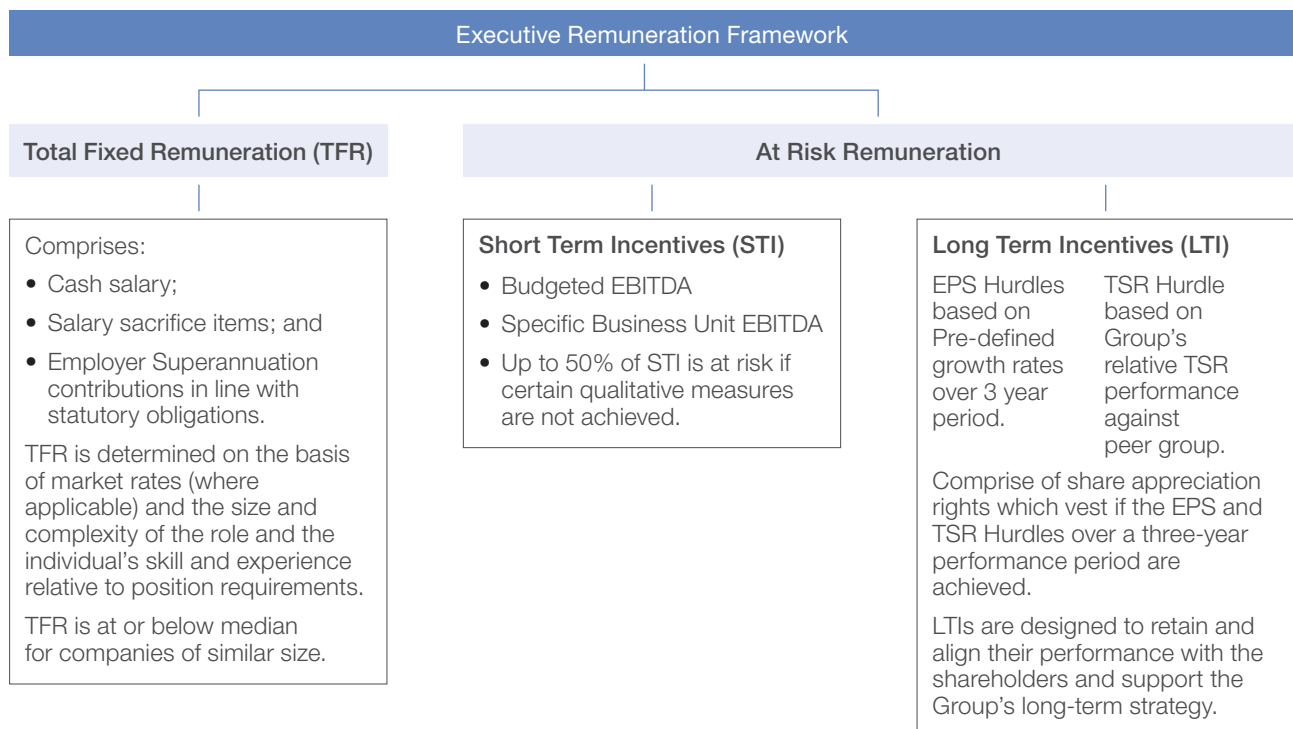 Executive Remuneration Framework
Total Fixed Remuneration (TFR)
At Risk Remuneration
Comprises:
• Cash salary;
• Salary sacrifice items; and
• Employer Superannuation
contributions in line with
statutory obligations.
TFR is determined on the basis
of market rates (where
applicable) and the size and
complexity of the role and the
individual's skill and experience
relative to position requirements.
TFR is at or below median
for companies of similar size.
Short Term Incentives (STI)
• Budgeted EBITDA
• Specific Business Unit EBITDA
• Up to 50% of STI is at risk if
certain qualitative measures
are not achieved.
Long Term Incentives (LTI)
EPS Hurdles
based on
Pre-defined
growth rates
over 3 year
period.
TSR Hurdle
based on
Group's
relative TSR
performance
against
peer group.
Comprise of share appreciation
rights which vest if the EPS and
TSR Hurdles over a three-year
performance period are
achieved.
LTIs are designed to retain and
align their performance with the
shareholders and support the
Group's long-term strategy.